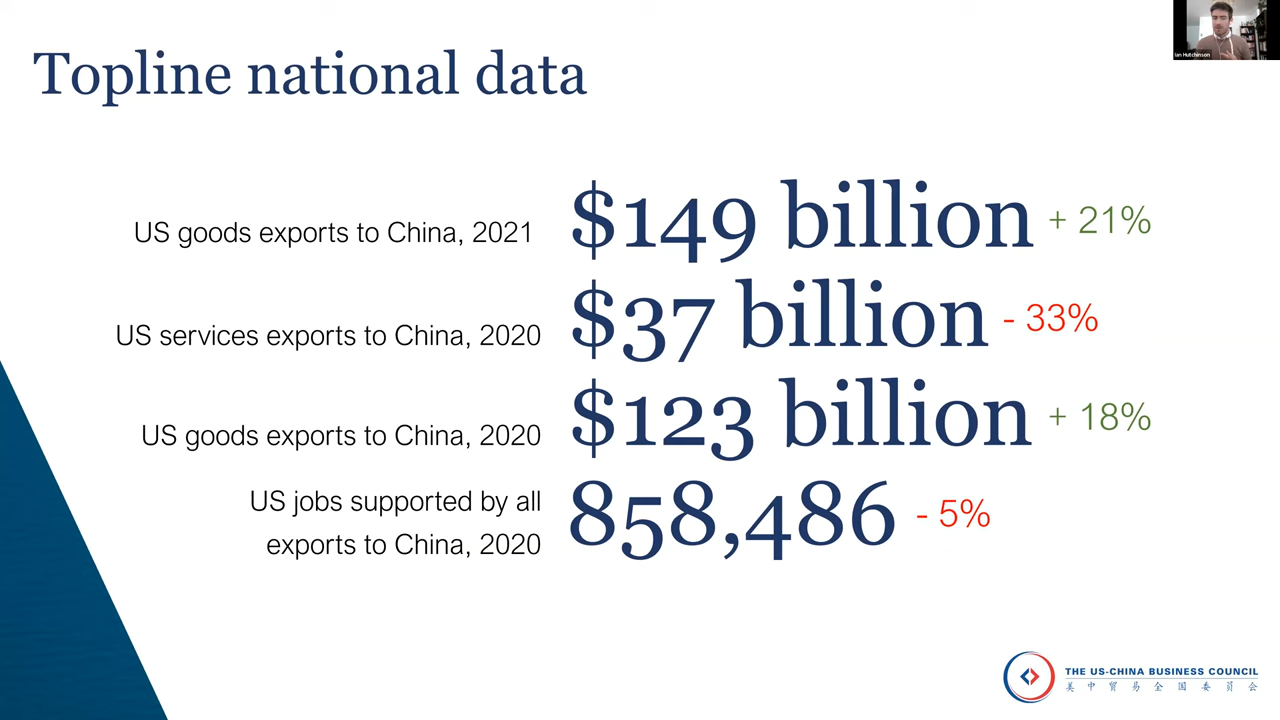 Ian Hutchinson
Topline national data
US goods exports to China, 2021 $149 billion + 21%
US services exports to China, 2020 $37 billion - 33%
US goods exports to China, 2020 $123 billion + 18%
US jobs supported by all
exports to China, 2020 858,486 - 5%
THE US-CHINA BUSINESS COUNCIL
美中贸易全国委员会